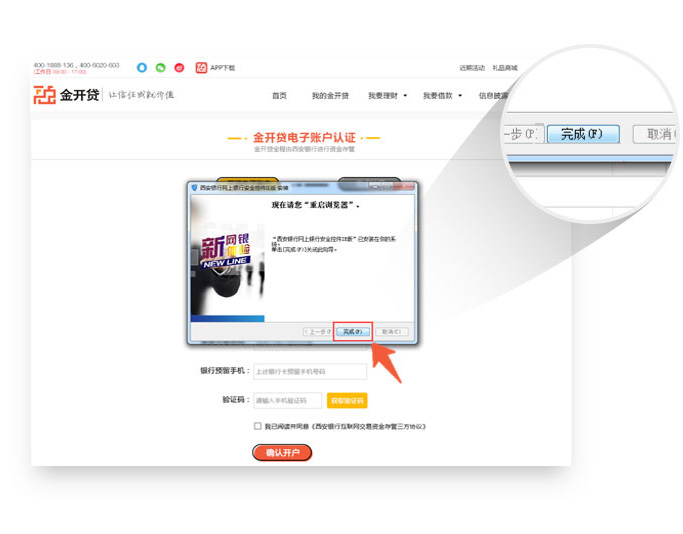 400-1888-136，400-6020-603
(工作日 09:00 - 17:00)
APP下载
近期活动 礼品商城
金开贷 让信任成就价值
首页 我的金开贷 我要理财 我要借款 信息披露
金开贷电子账户认证
金开贷全程由西安银行进行资金存管
西安银行网上银行安全控件IE版 安装
现在请您“重启浏览器”。
“西安银行网上银行安全控件IE版”已安装在你的系
统。
单击[完成(F)]关闭此向导。
新网银
体验
NEW LINE
<上一步(P) 完成(F) 取消(C)
一步(P) 完成(F) 取消(
银行预留手机： 上述银行卡预留手机号码
验证码： 请输入手机验证码 获取验证码
我已阅读并同意《西安银行互联网交易资金存管三方协议》
确认开户